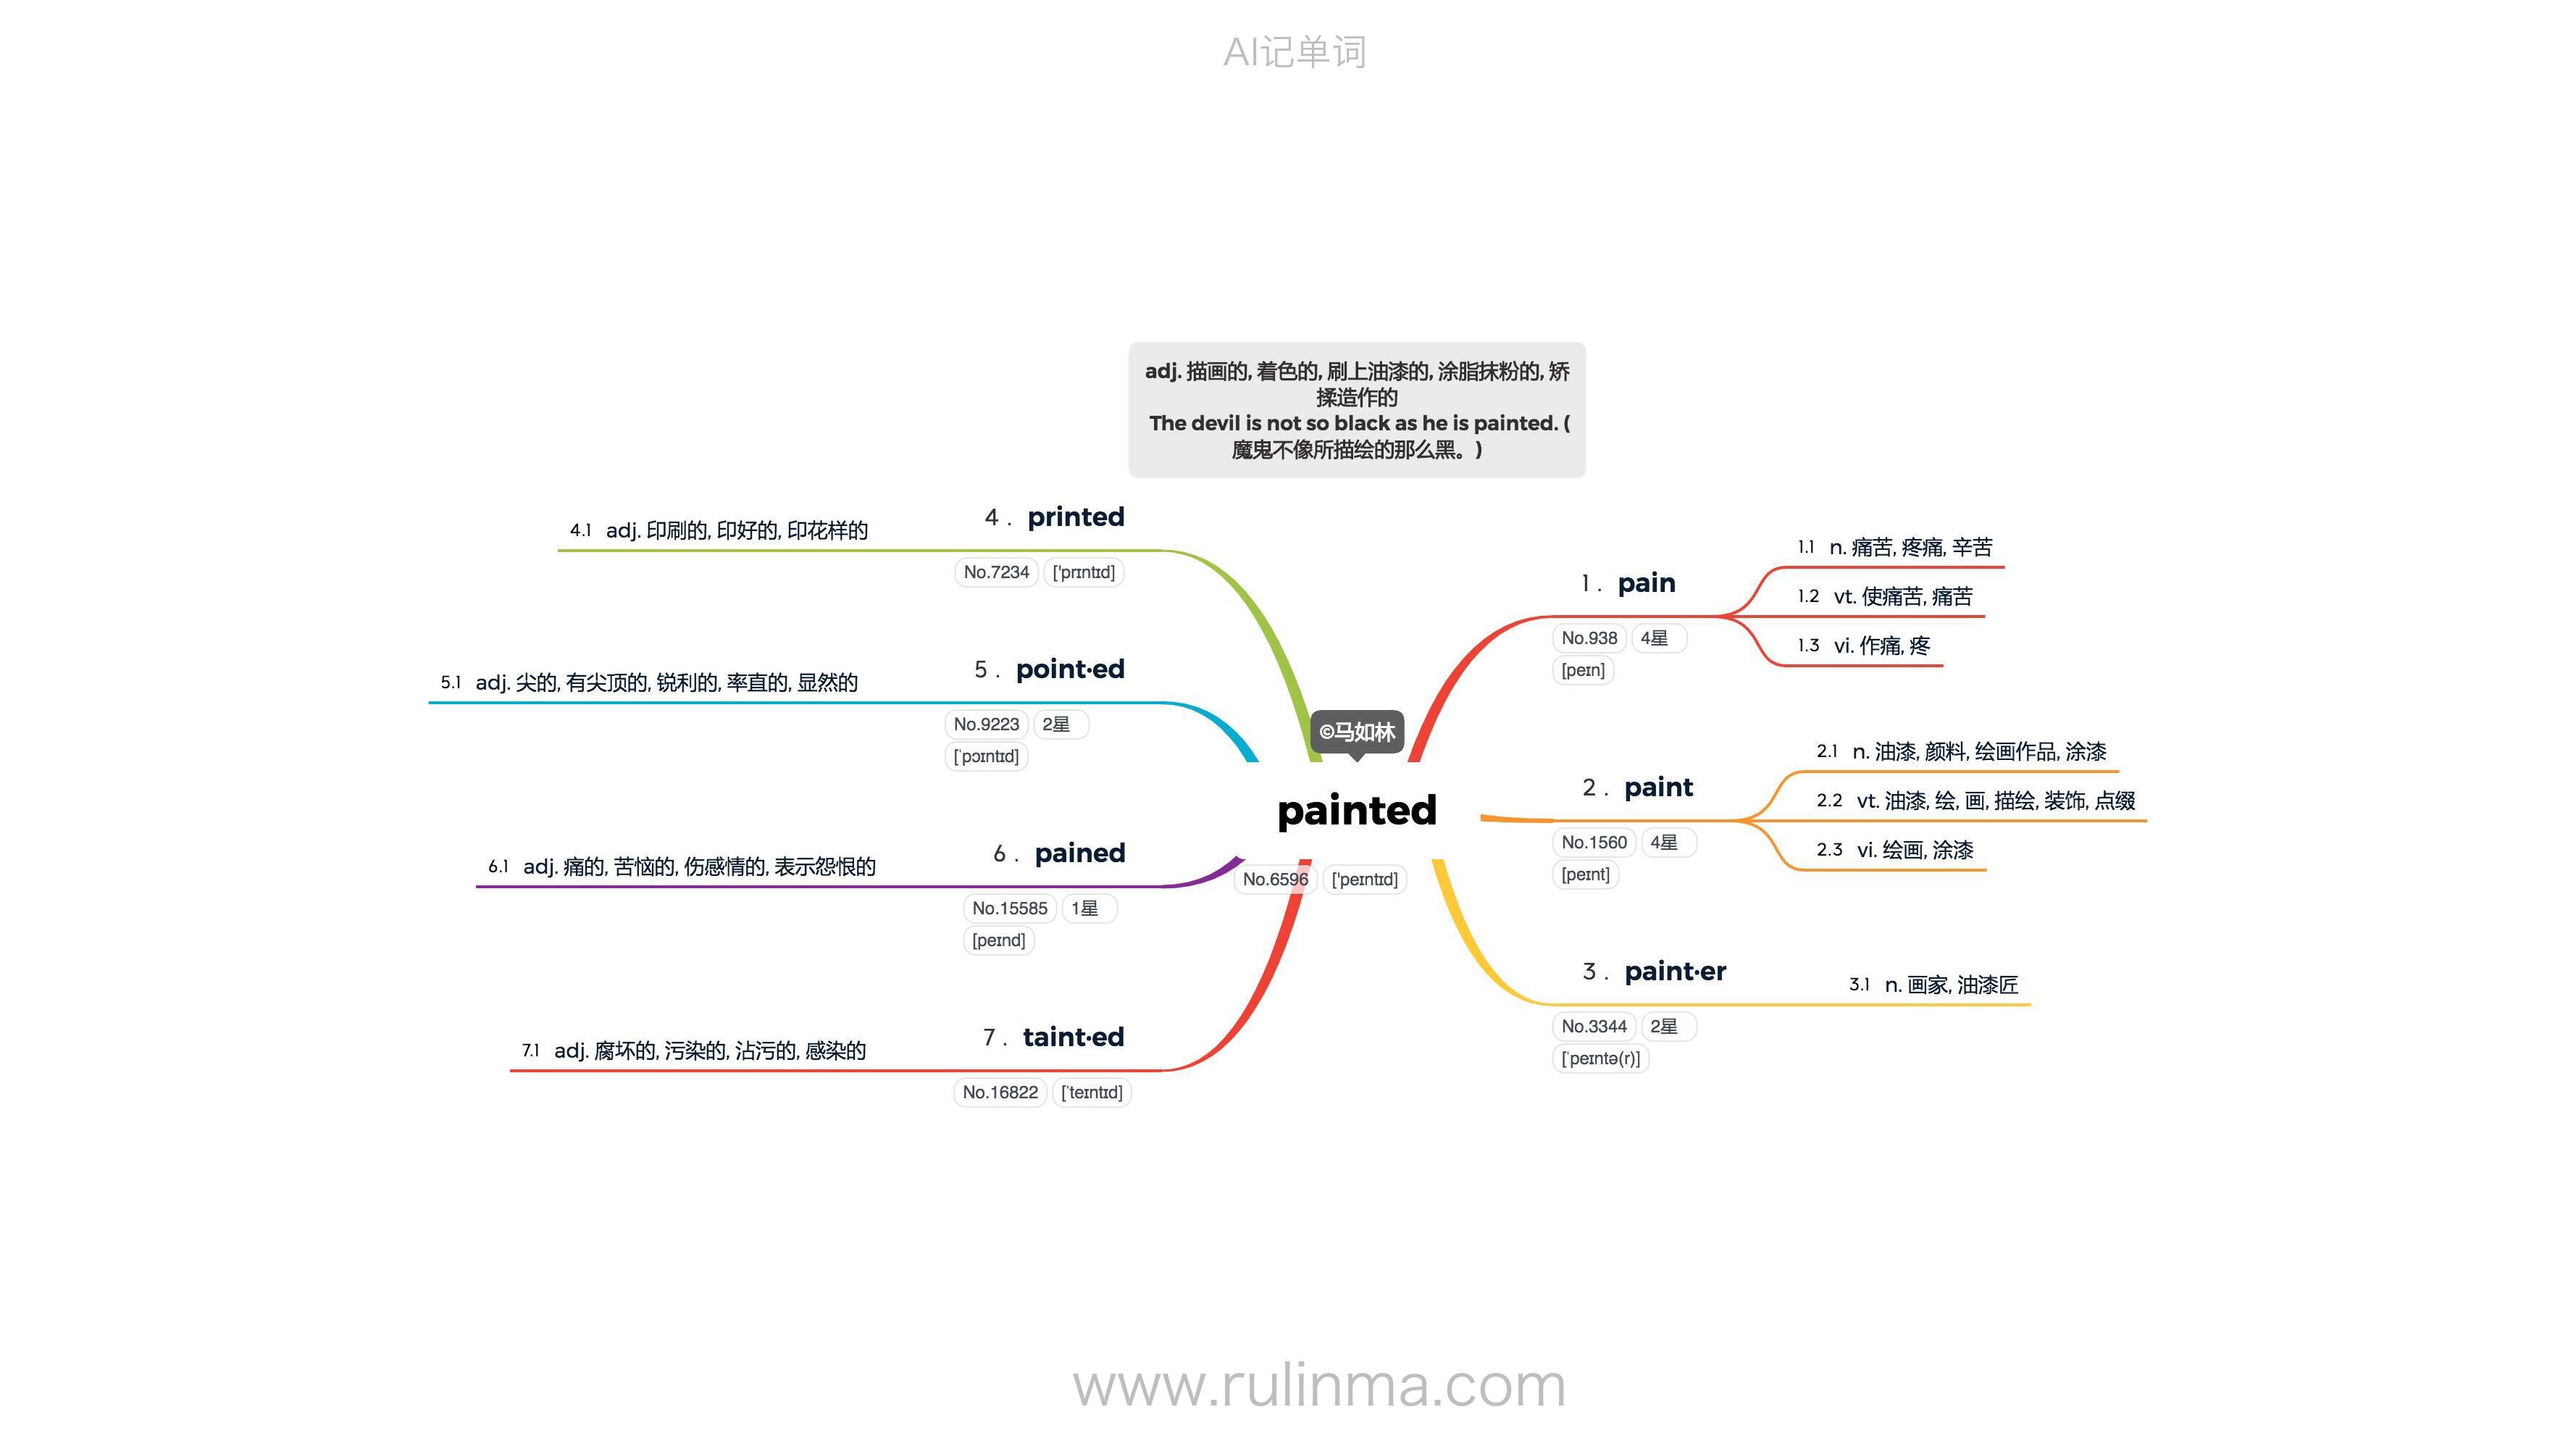 AI记单词
adj. 描画的, 着色的, 刷上油漆的, 涂脂抹粉的, 矫
揉造作的
The devil is not so black as he is painted. (
魔鬼不像所描绘的那么黑。)
©马如林
painted
No.6596 ['peɪntɪd]
1 . pain
No.938 4星
[peɪn]
1.1 n. 痛苦, 疼痛, 辛苦
1.2 vt. 使痛苦, 痛苦
1.3 vi. 作痛, 疼
2 . paint
No.1560 4星
[peɪnt]
2.1 n. 油漆, 颜料, 绘画作品, 涂漆
2.2 vt. 油漆, 绘, 画, 描绘, 装饰, 点缀
2.3 vi. 绘画, 涂漆
3 . paint·er
No.3344 2星
['peɪntə(r)]
3.1 n. 画家, 油漆匠
4 . printed
No.7234 ['prɪntɪd]
4.1 adj. 印刷的, 印好的, 印花样的
5 . point·ed
No.9223 2星
['pɔɪntɪd]
5.1 adj. 尖的, 有尖顶的, 锐利的, 率直的, 显然的
6 . pained
No.15585 1星
[peɪnd]
6.1 adj. 痛的, 苦恼的, 伤感情的, 表示怨恨的
7 . taint·ed
No.16822 ['teɪntɪd]
7.1 adj. 腐坏的, 污染的, 沾污的, 感染的
www.rulinma.com